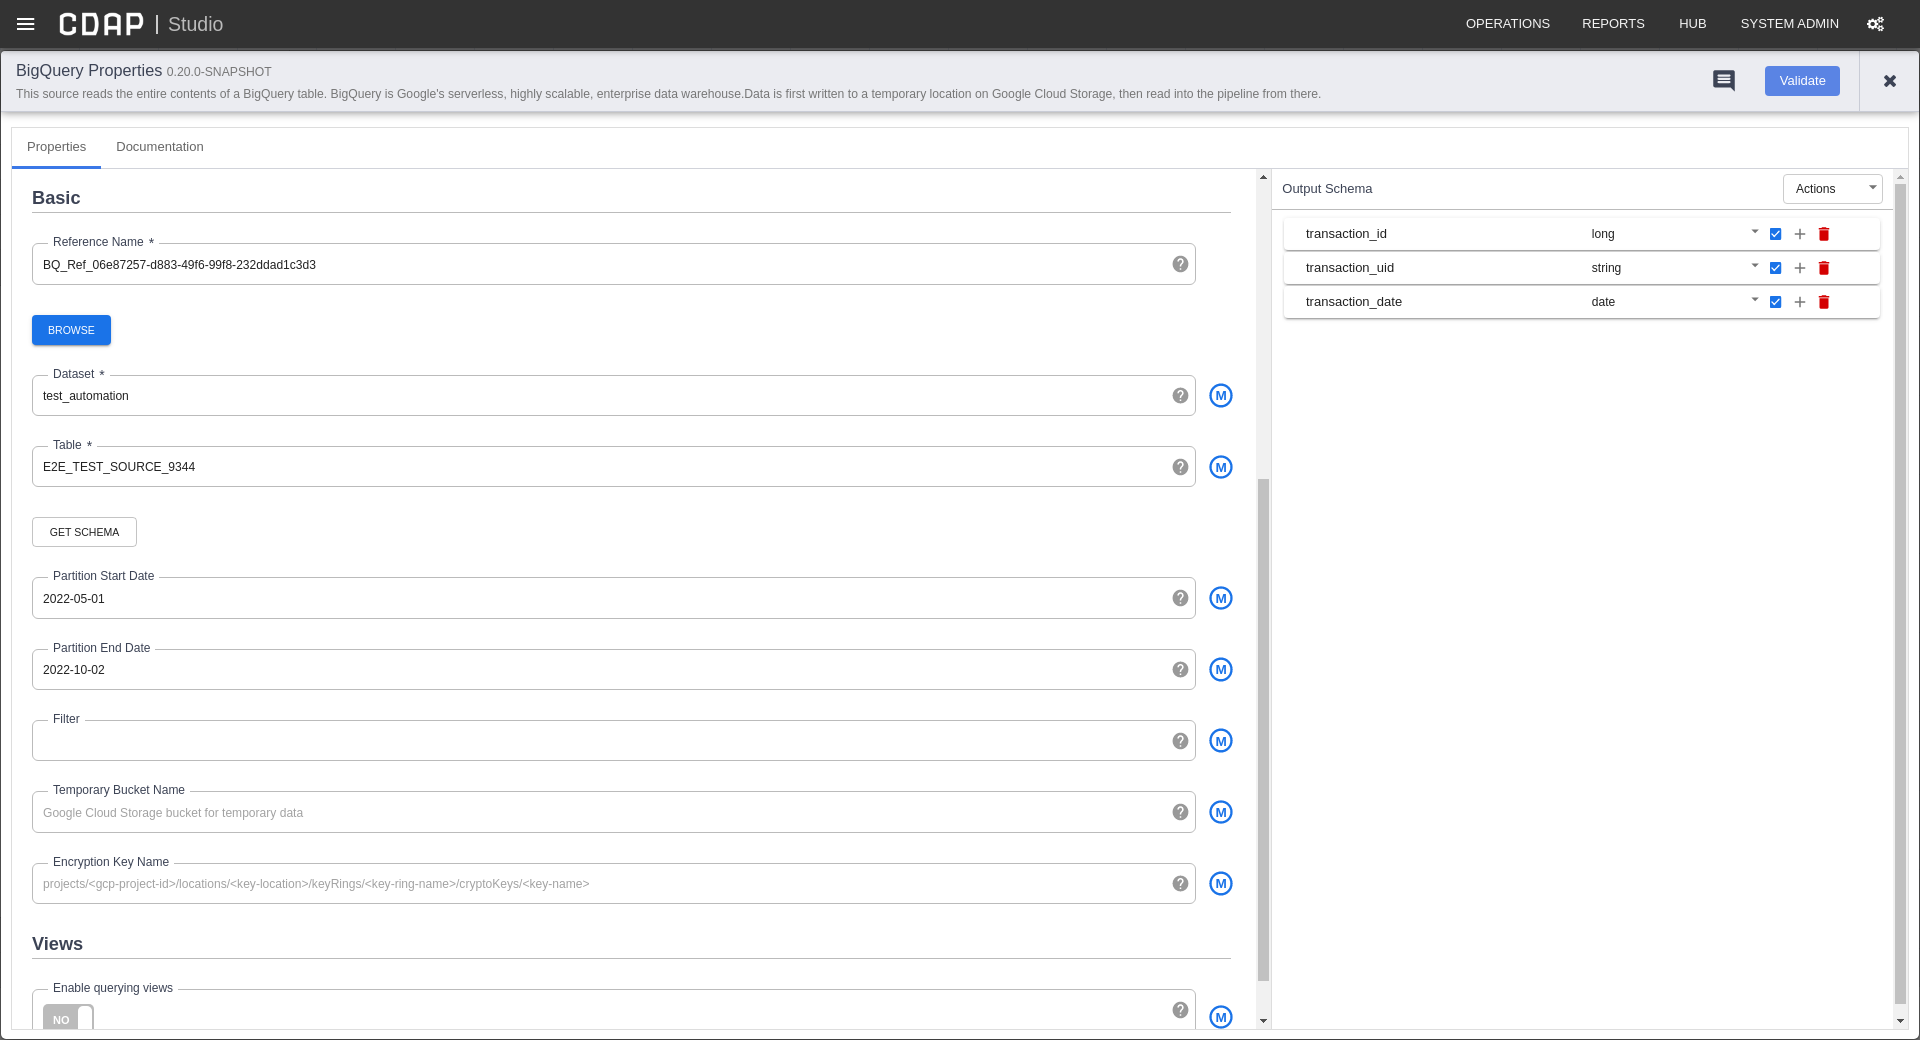 CDAP | Studio
OPERATIONS REPORTS HUB SYSTEM ADMIN
BigQuery Properties 0.20.0-SNAPSHOT
This source reads the entire contents of a BigQuery table. BigQuery is Google's serverless, highly scalable, enterprise data warehouse.Data is first written to a temporary location on Google Cloud Storage, then read into the pipeline from there.
Validate
Properties Documentation
Basic
Reference Name *
BQ_Ref_06e87257-d883-49f6-99f8-232ddad1c3d3
BROWSE
Dataset *
test_automation
M
Table *
E2E_TEST_SOURCE_9344
M
GET SCHEMA
Partition Start Date
2022-05-01
M
Partition End Date
2022-10-02
M
Filter
M
Temporary Bucket Name
Google Cloud Storage bucket for temporary data
M
Encryption Key Name
projects/<gcp-project-id>/locations/<key-location>/keyRings/<key-ring-name>/cryptoKeys/<key-name>
M
Views
Enable querying views
NO
M
Output Schema
Actions
transaction_id long
transaction_uid string
transaction_date date